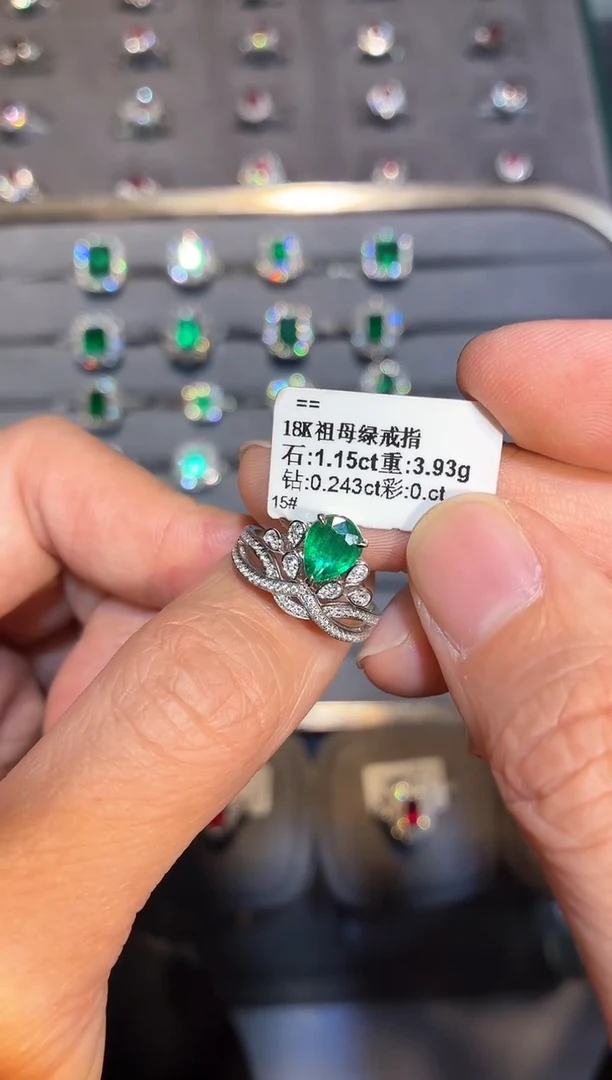 ==
18K祖母绿戒指
石:1.15ct重:3.93g
钻:0.243ct彩:0.ct
15#